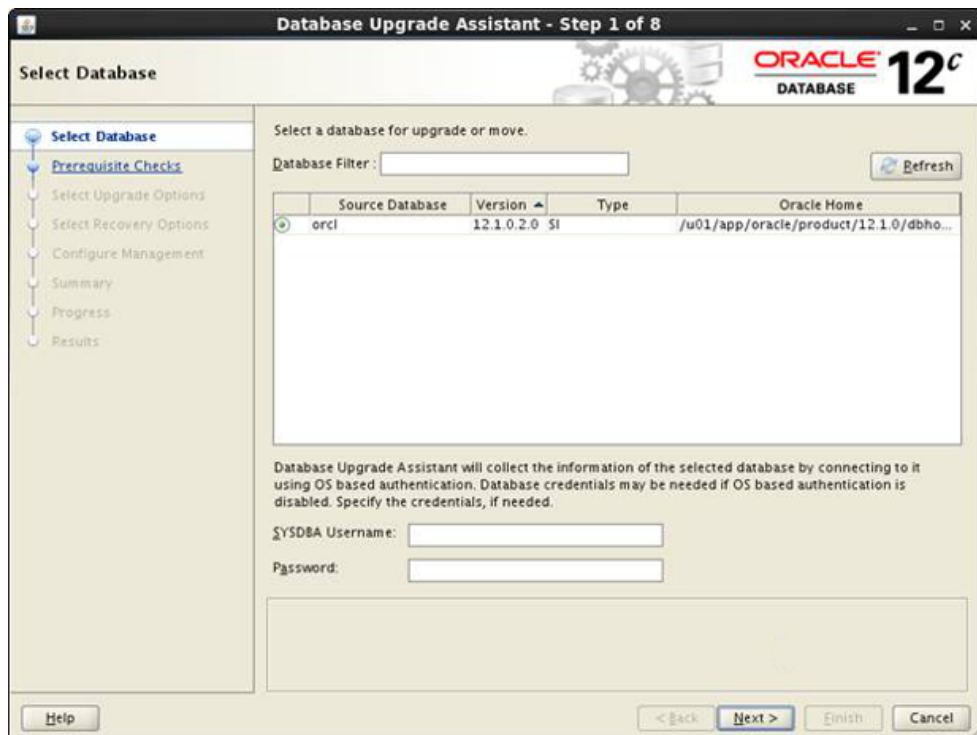 Database Upgrade Assistant - Step 1 of 8
Select Database
ORACLE
DATABASE
12c
Select Database
Prerequisite Checks
Select Upgrade Options
Select Recovery Options
Configure Management
Summary
Progress
Results
Select a database for upgrade or move.
Database Filter :
Refresh
Source Database Version Type Oracle Home
orcl 12.1.0.2.0 SI /u01/app/oracle/product/12.1.0/dbho...
Database Upgrade Assistant will collect the information of the selected database by connecting to it
using OS based authentication. Database credentials may be needed if OS based authentication is
disabled. Specify the credentials, if needed.
SYSDBA Username:
Password:
Help
< Back Next > Finish Cancel